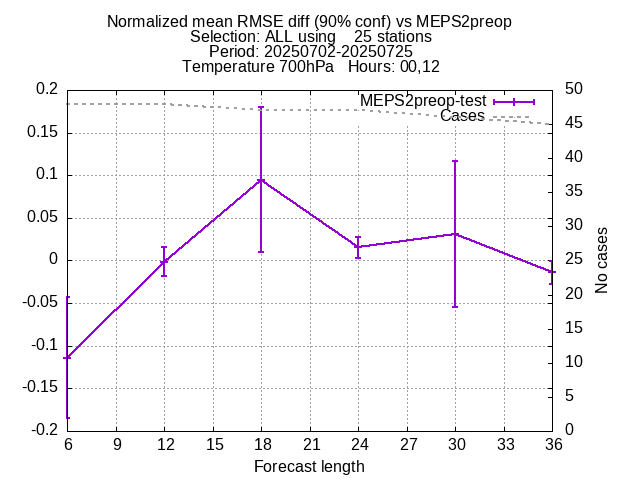 Normalized mean RMSE diff (90% conf) vs MEPS2preop
Selection: ALL using    25 stations
Period: 20250702-20250725
Temperature 700hPa   Hours: 00,12
MEPS2preop-test
Cases
0.2
0.15
0.1
0.05
0
-0.05
-0.1
-0.15
-0.2
50
45
40
35
30
25
20
15
10
5
0
No cases
6 9 12 15 18 21 24 27 30 33 36
Forecast length